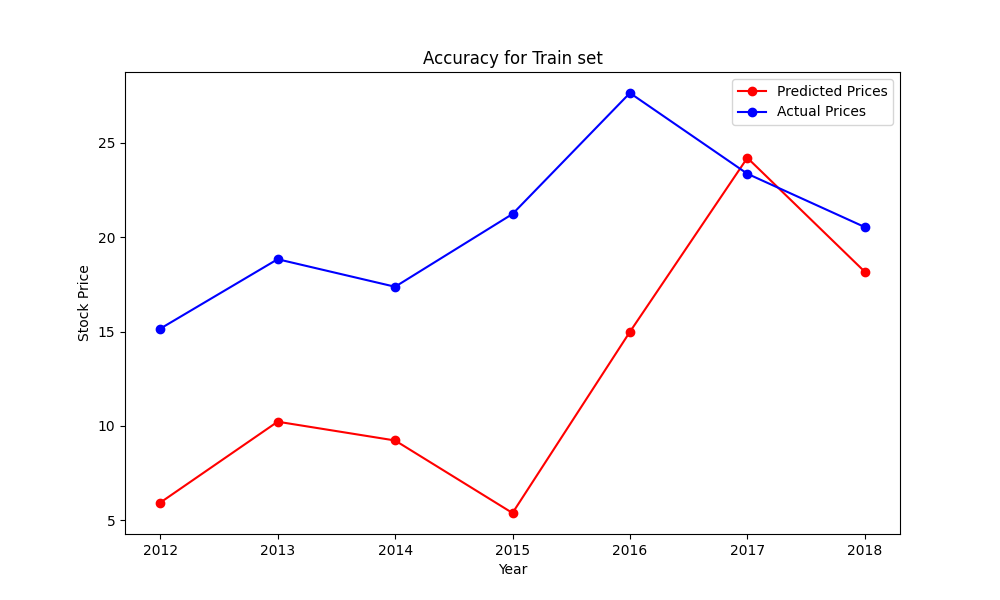 Accuracy for Train set
Predicted Prices
Actual Prices
25
20
15
10
5
Stock Price
2012 2013 2014 2015 2016 2017 2018
Year